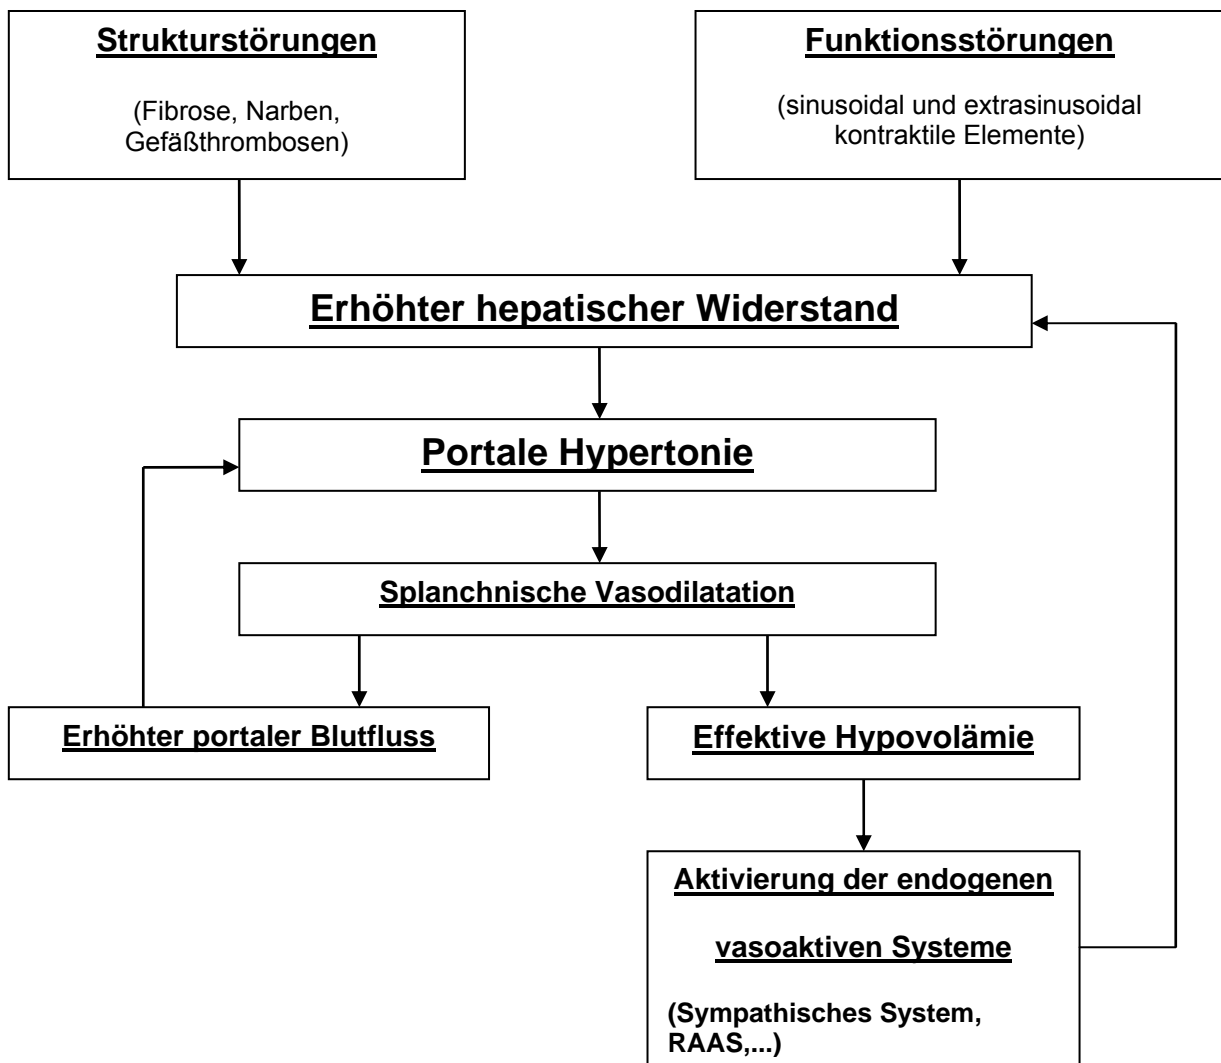 Strukturstörungen
(Fibrose, Narben,
Gefäßthrombosen)
Funktionsstörungen
(sinusoidal und extrasinusoidal
kontraktile Elemente)
Erhöhter hepatischer Widerstand
Portale Hypertonie
Splanchnische Vasodilatation
Erhöhter portaler Blutfluss
Effektive Hypovolämie
Aktivierung der endogenen
vasoaktiven Systeme
(Sympathisches System,
RAAS,...)